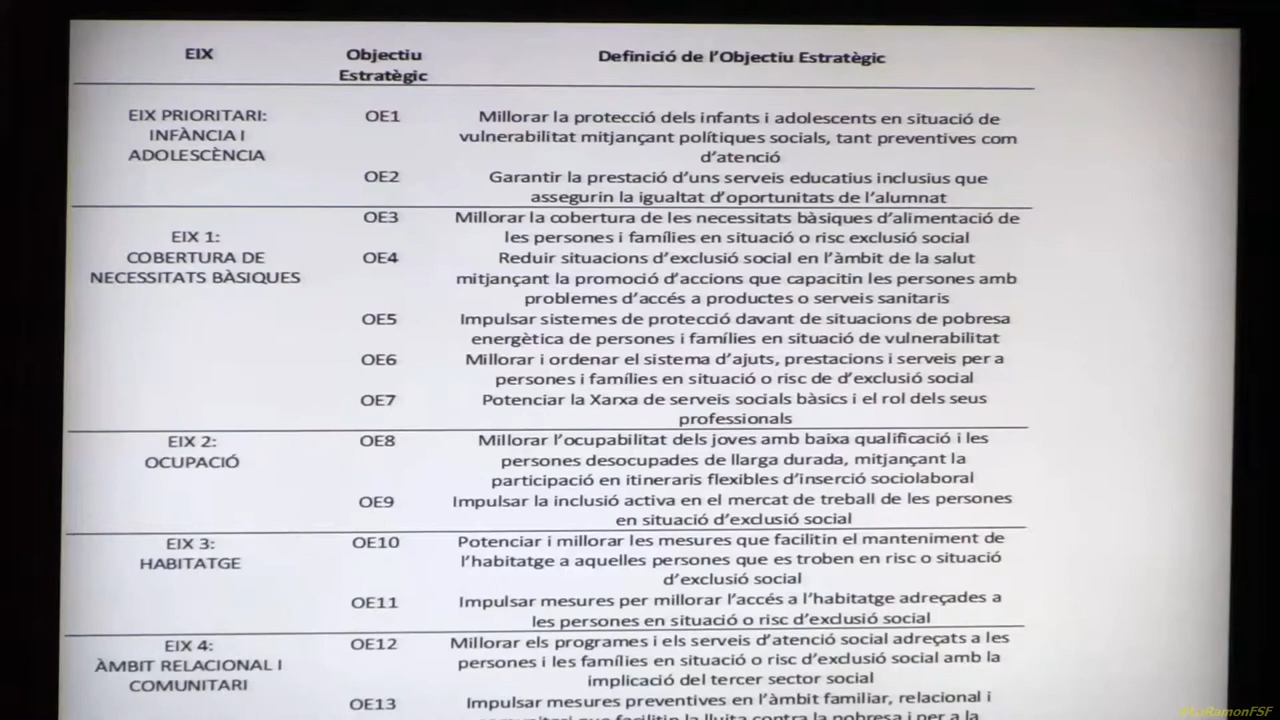 EIX
Objectiu
Estratègic
Definició de l'Objectiu Estratègic
EIX PRIORITARI:
INFÀNCIA I
ADOLESCÈNCIA
OE1
Millorar la protecció dels infants i adolescents en situació de
vulnerabilitat mitjançant polítiques socials, tant preventives com
d'atenció
OE2
Garantir la prestació d'uns serveis educatius inclusius que
assegurin la igualtat d'oportunitats de l'alumnat
EIX 1:
COBERTURA DE
NECESSITATS BÀSIQUES
OE3
Millorar la cobertura de les necessitats bàsiques d'alimentació de
les persones i famílies en situació o risc exclusió social
OE4
Reduir situacions d'exclusió social en l'àmbit de la salut
mitjançant la promoció d'accions que capacitin les persones amb
problemes d'accés a productes o serveis sanitaris
OE5
Impulsar sistemes de protecció davant de situacions de pobresa
energètica de persones i famílies en situació de vulnerabilitat
OE6
Millorar i ordenar el sistema d'ajuts, prestacions i serveis per a
persones i famílies en situació o risc de d'exclusió social
OE7
Potenciar la Xarxa de serveis socials bàsics i el rol dels seus
professionals
EIX 2:
OCUPACIÓ
OE8
Millorar l'ocupabilitat dels joves amb baixa qualificació i les
persones desocupades de llarga durada, mitjançant la
participació en itineraris flexibles d'inserció sociolaboral
OE9
Impulsar la inclusió activa en el mercat de treball de les persones
en situació d'exclusió social
EIX 3:
HABITATGE
OE10
Potenciar i millorar les mesures que facilitin el manteniment de
l'habitatge a aquelles persones que es troben en risc o situació
d'exclusió social
OE11
Impulsar mesures per millorar l'accés a l'habitatge adreçades a
les persones en situació o risc d'exclusió social
EIX 4:
ÀMBIT RELACIONAL I
COMUNITARI
OE12
Millorar els programes i els serveis d'atenció social adreçats a les
persones i les famílies en situació o risc d'exclusió social amb la
implicació del tercer sector social
OE13
Impulsar mesures preventives en l'àmbit familiar, relacional i
comunitari que facilitin la lluita contra la pobresa i per a la